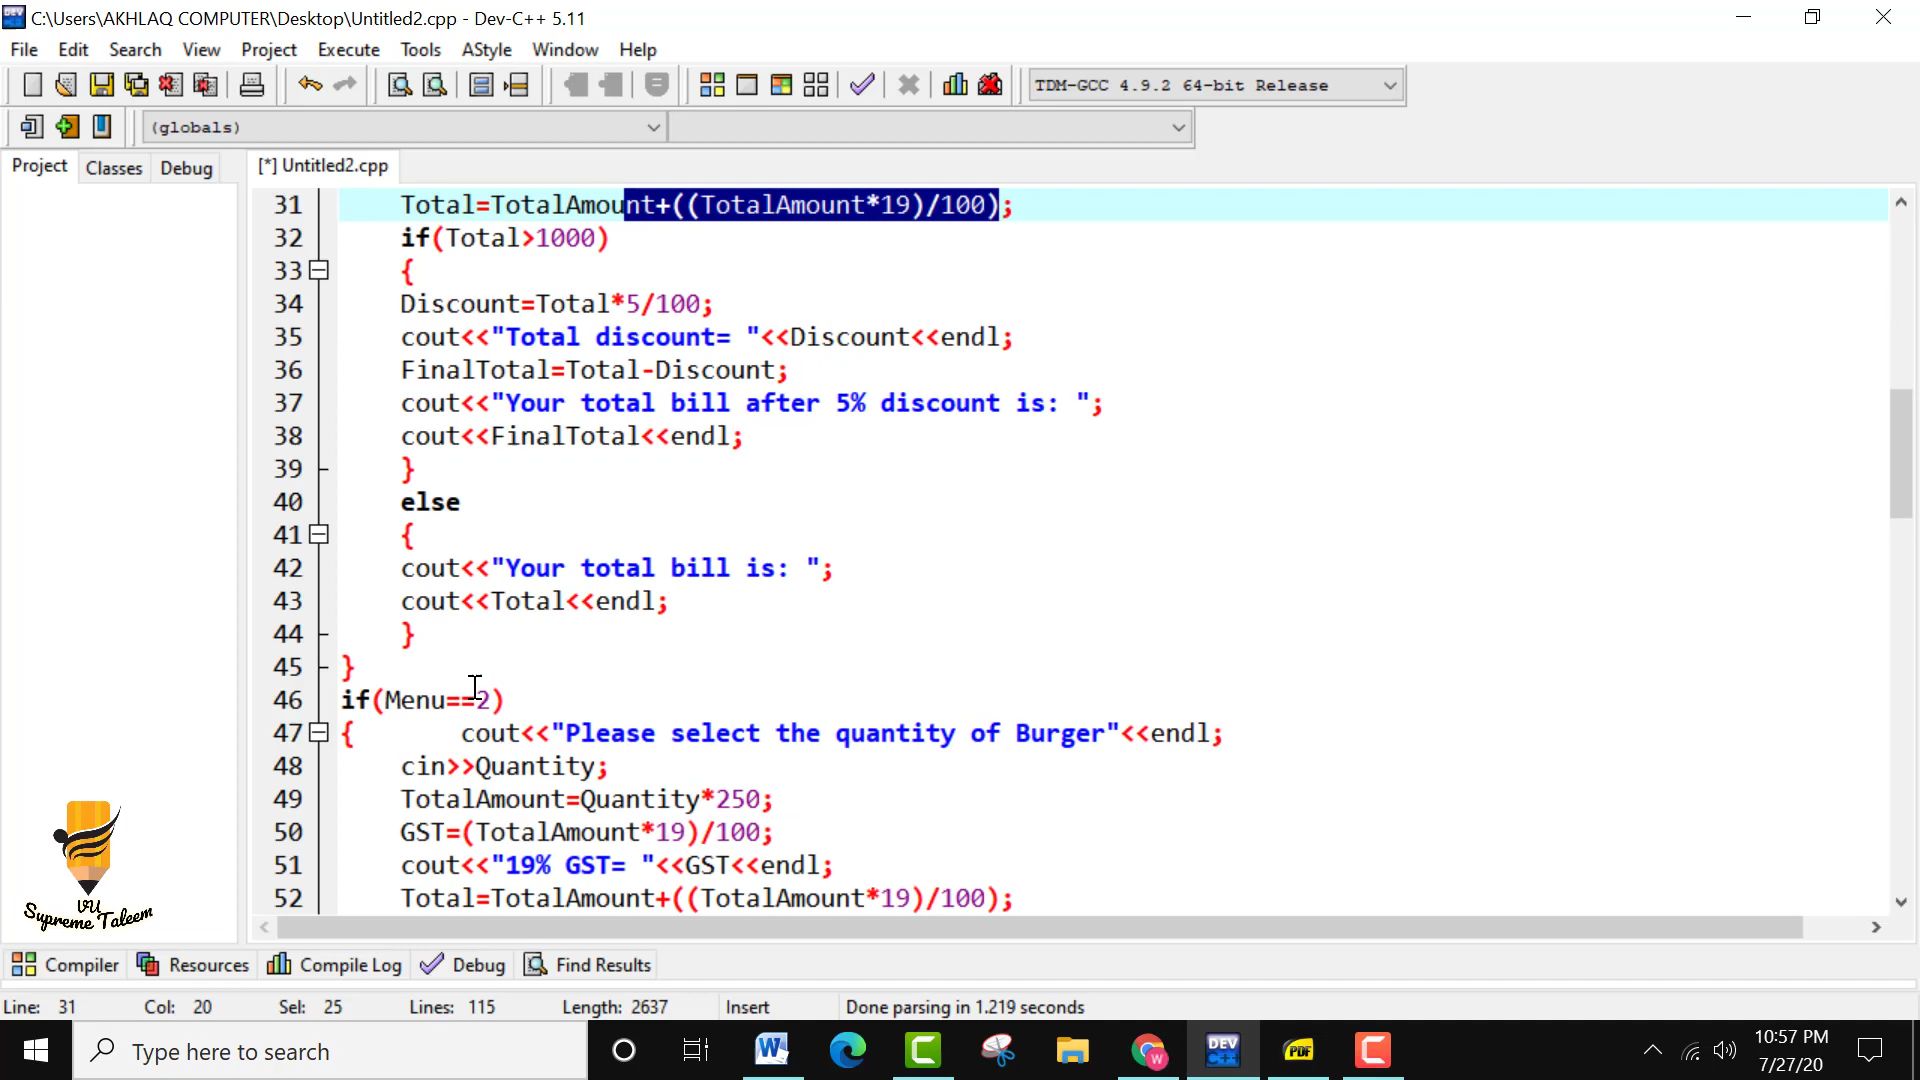 C:\Users\AKHLAQ COMPUTER\Desktop\Untitled2.cpp - Dev-C++ 5.11
File Edit Search View Project Execute Tools AStyle Window Help
TDM-GCC 4.9.2 64-bit Release
(globals)
Project Classes Debug [*] Untitled2.cpp
31 Total=TotalAmount+((TotalAmount*19)/100);
32 if(Total>1000)
33 {
34 Discount=Total*5/100;
35 cout<<"Total discount= "<<Discount<<endl;
36 FinalTotal=Total-Discount;
37 cout<<"Your total bill after 5% discount is: ";
38 cout<<FinalTotal<<endl;
39 }
40 else
41 {
42 cout<<"Your total bill is: ";
43 cout<<Total<<endl;
44 }
45 }
46 if(Menu==2)
47 { cout<<"Please select the quantity of Burger"<<endl;
48 cin>>Quantity;
49 TotalAmount=Quantity*250;
50 GST=(TotalAmount*19)/100;
51 cout<<"19% GST= "<<GST<<endl;
52 Total=TotalAmount+((TotalAmount*19)/100);
VU
Supreme Taleem
Compiler Resources Compile Log Debug Find Results
Line: 31 Col: 20 Sel: 25 Lines: 115 Length: 2637 Insert Done parsing in 1.219 seconds
Type here to search
W
DEV
C++
PDF
10:57 PM
7/27/20